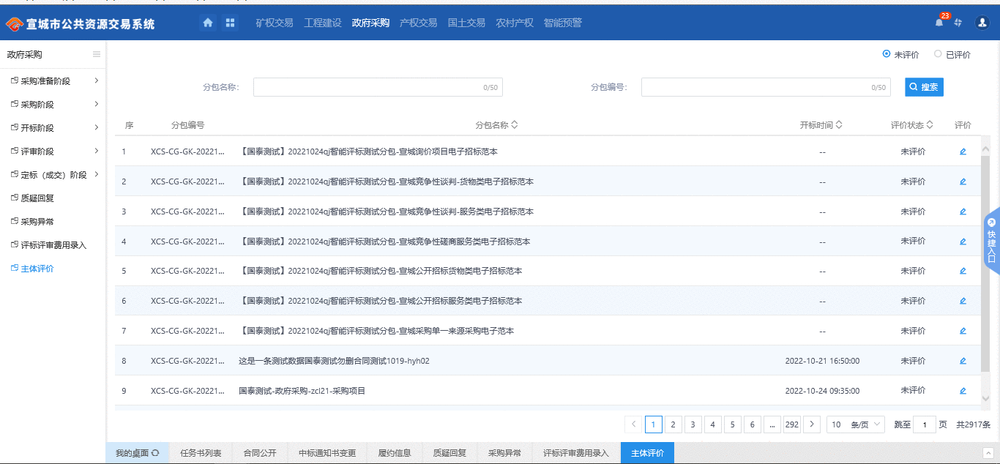 宣城市公共资源交易系统 矿权交易 工程建设 政府采购 产权交易 国土交易 农村产权 智能预警 23
政府采购
采购准备阶段
采购阶段
开标阶段
评审阶段
定标（成交）阶段
质疑回复
采购异常
评标评审费用录入
主体评价
未评价 已评价
分包名称： 0/50 分包编号： 0/50 搜索
序 分包编号 分包名称 开标时间 评价状态 评价
1 XCS-CG-GK-20221... 【国泰测试】20221024qj智能评标测试分包-宣城询价项目电子招标范本 -- 未评价
2 XCS-CG-GK-20221... 【国泰测试】20221024qj智能评标测试分包-宣城竞争性谈判-货物类电子招标范本 -- 未评价
3 XCS-CG-GK-20221... 【国泰测试】20221024qj智能评标测试分包-宣城竞争性谈判-服务类电子招标范本 -- 未评价
4 XCS-CG-GK-20221... 【国泰测试】20221024qj智能评标测试分包-宣城竞争性磋商服务类电子招标范本 -- 未评价
5 XCS-CG-GK-20221... 【国泰测试】20221024qj智能评标测试分包-宣城公开招标货物类电子招标范本 -- 未评价
6 XCS-CG-GK-20221... 【国泰测试】20221024qj智能评标测试分包-宣城公开招标服务类电子招标范本 -- 未评价
7 XCS-CG-GK-20221... 【国泰测试】20221024qj智能评标测试分包-宣城采购单一来源采购电子范本 -- 未评价
8 XCS-CG-GK-20221... 这是一条测试数据国泰测试勿删合同测试1019-hyh02 2022-10-21 16:50:00 未评价
9 XCS-CG-GK-20221... 国泰测试-政府采购-zcl21-采购项目 2022-10-24 09:35:00 未评价
快捷入口
1 2 3 4 5 6 ... 292 10 条/页 跳至 1 页 共2917条
我的桌面 任务书列表 合同公开 中标通知书变更 履约信息 质疑回复 采购异常 评标评审费用录入 主体评价